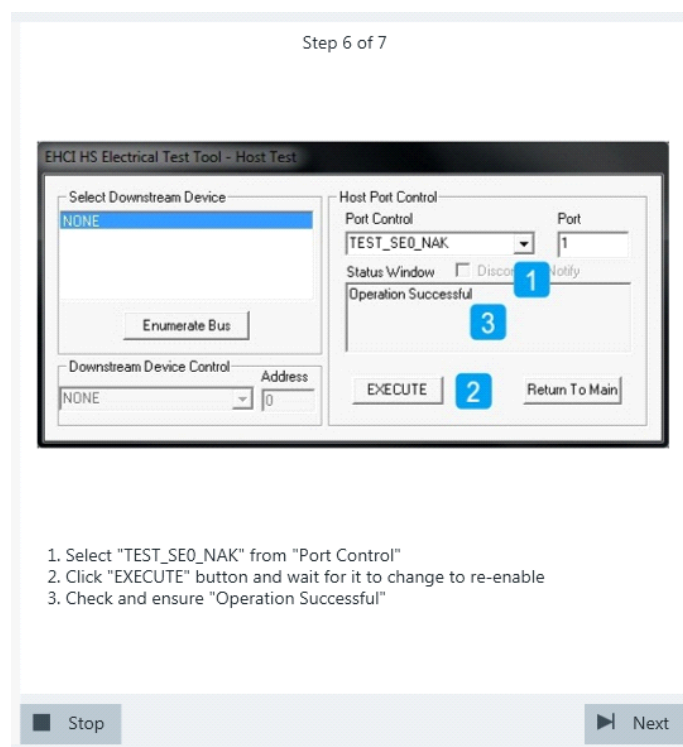 Step 6 of 7
EHCI HS Electrical Test Tool - Host Test
Select Downstream Device
NONE
Enumerate Bus
Downstream Device Control
Address
NONE
0
Host Port Control
Port Control
Port
TEST_SE0_NAK
1
Status Window
Notify
1
Operation Successful
3
EXECUTE
2
Return To Main
1. Select "TEST_SE0_NAK" from "Port Control"
2. Click "EXECUTE" button and wait for it to change to re-enable
3. Check and ensure "Operation Successful"
Stop
Next